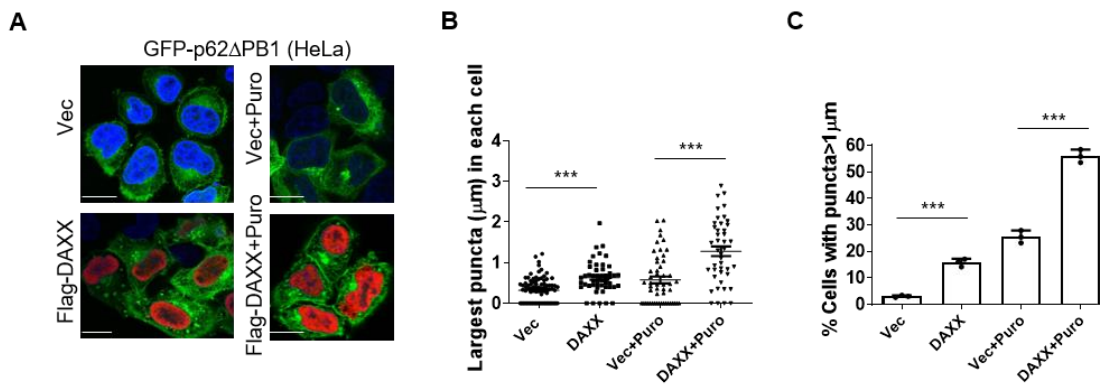 A
GFP-p62ΔPB1 (HeLa)
Vec
Vec+Puro
Flag-DAXX
Flag-DAXX+Puro
B
Largest puncta (μm) in each cell
4
3
2
1
0
***
***
Vec
DAXX
Vec+Puro
DAXX+Puro
C
% Cells with puncta>1μm
60
50
40
30
20
10
0
***
***
Vec
DAXX
Vec+Puro
DAXX+Puro